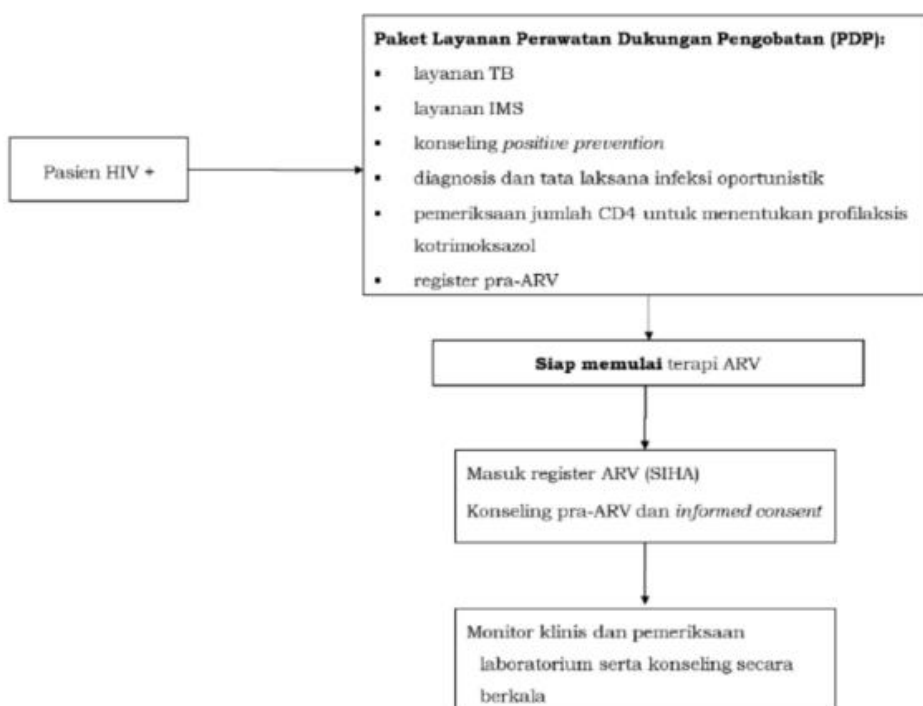 Paket Layanan Perawatan Dukungan Pengobatan (PDP):
▪ layanan TB
▪ layanan IMS
▪ konseling positive prevention
▪ diagnosis dan tata laksana infeksi oportunistik
▪ pemeriksaan jumlah CD4 untuk menentukan profilaksis
kotrimoksazol
▪ register pra-ARV
Pasien HIV +
Siap memulai terapi ARV
Masuk register ARV (SIHA)
Konseling pra-ARV dan informed consent
Monitor klinis dan pemeriksaan
laboratorium serta konseling secara
berkala